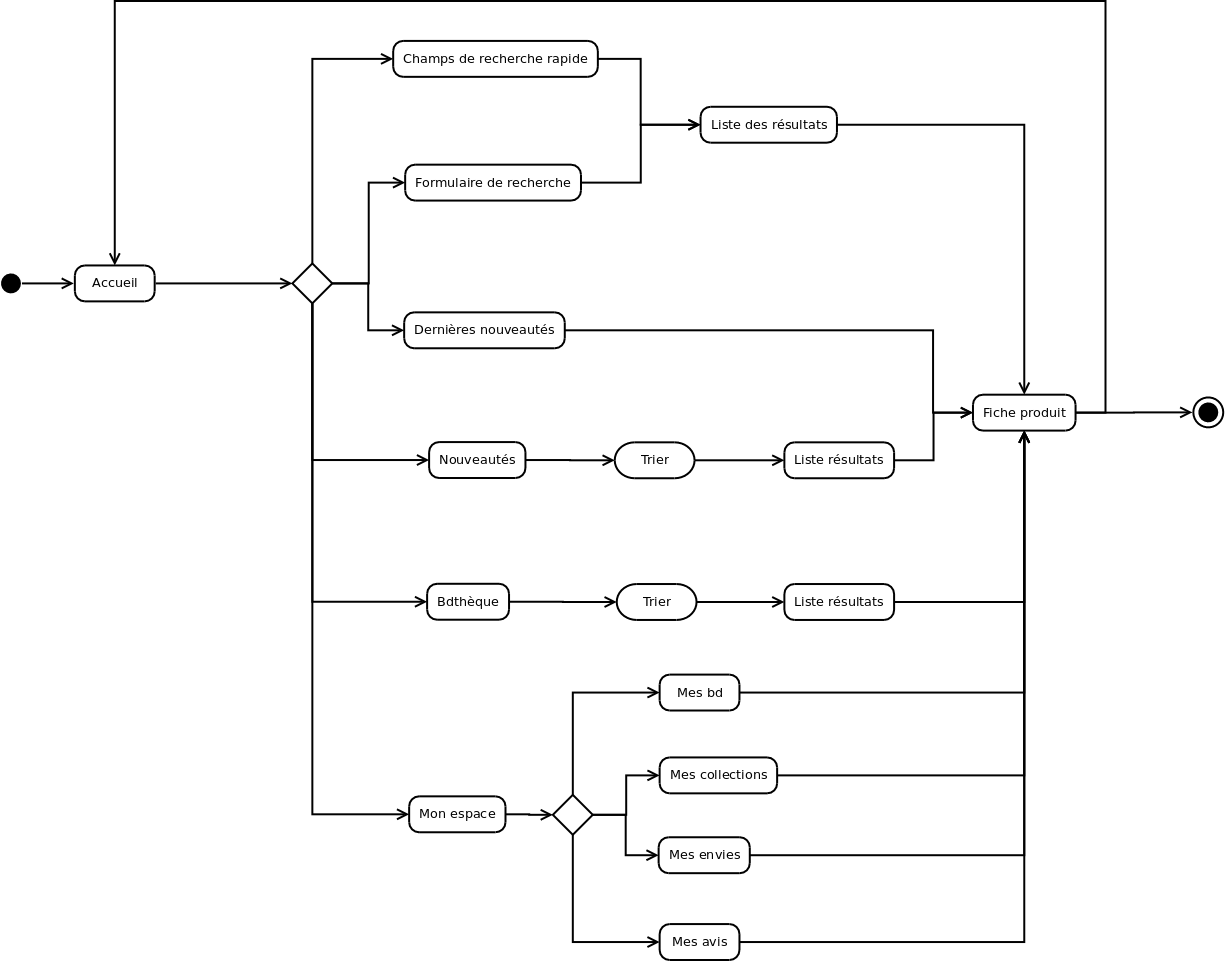 Champs de recherche rapide
Liste des résultats
Formulaire de recherche
Accueil
Dernières nouveautés
Fiche produit
Nouveautés
Trier
Liste résultats
Bdthèque
Trier
Liste résultats
Mes bd
Mes collections
Mon espace
Mes envies
Mes avis